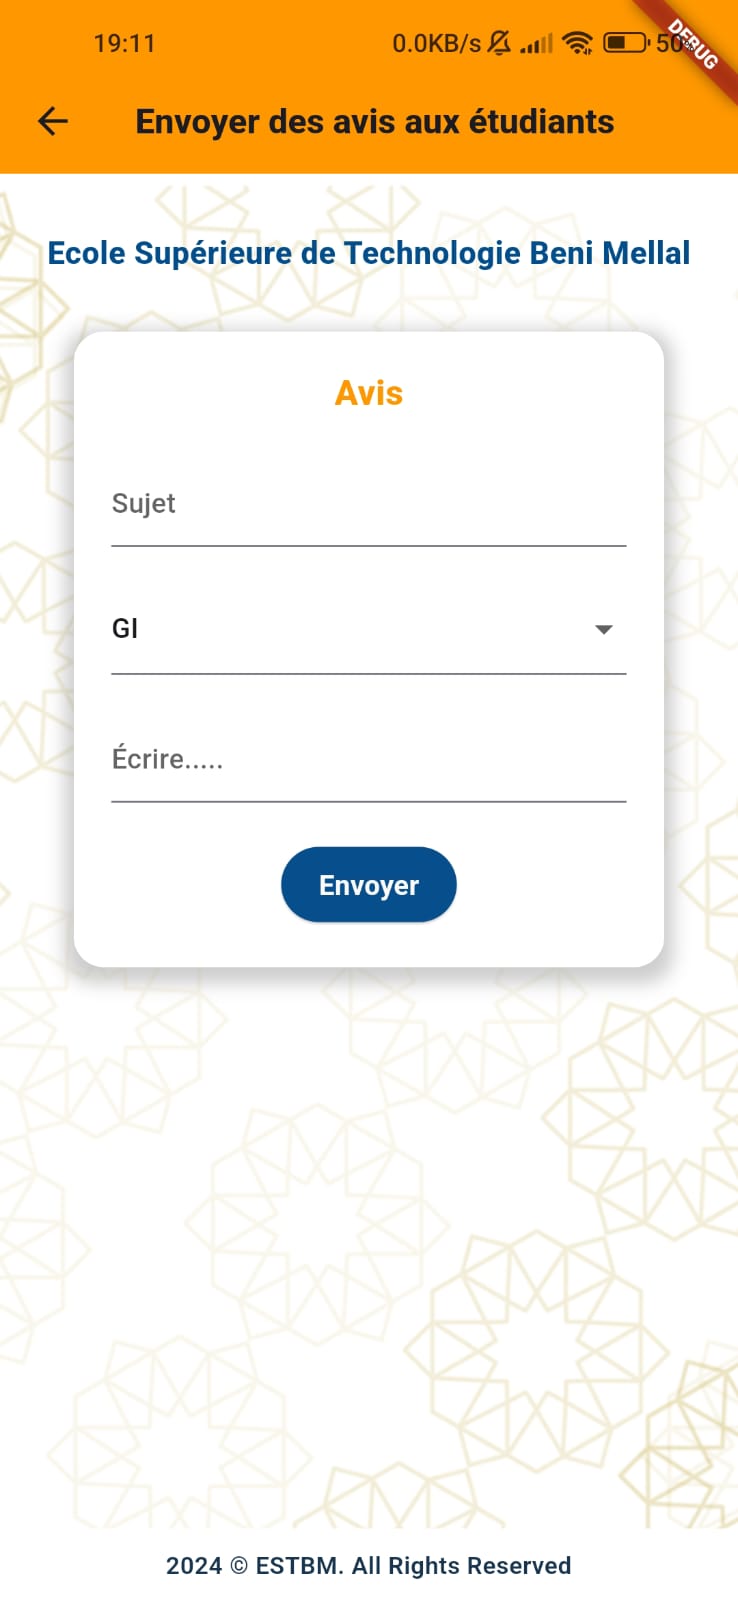 19:11 0.0KB/s 50
DEBUG
Envoyer des avis aux étudiants
Ecole Supérieure de Technologie Beni Mellal
Avis
Sujet
GI
Écrire.....
Envoyer
2024 © ESTBM. All Rights Reserved